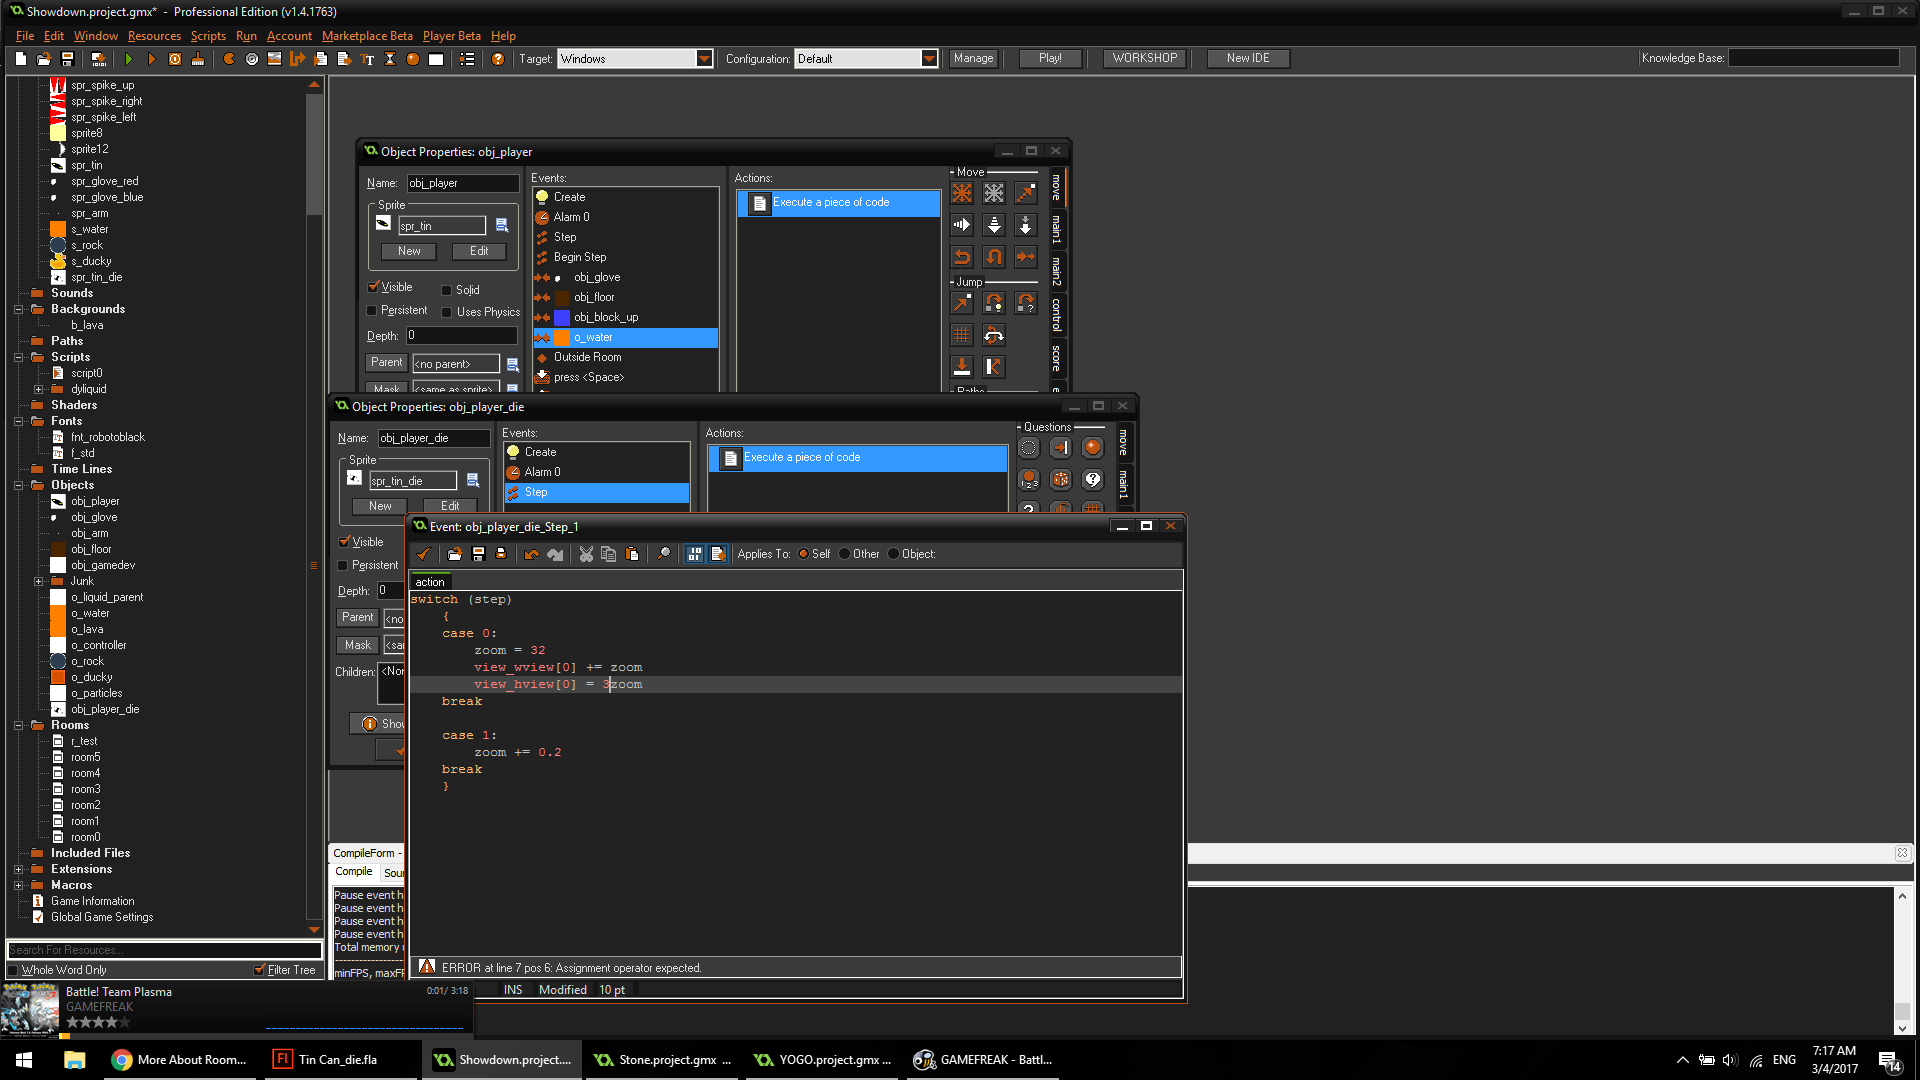 Showdown.project.gmx*  -  Professional Edition (v1.4.1763)
File Edit Window Resources Scripts Run Account Marketplace Beta Player Beta Help
Target: Windows Configuration: Default Manage Play! WORKSHOP New IDE Knowledge Base:
spr_spike_up
spr_spike_right
spr_spike_left
sprite8
sprite12
spr_tin
spr_glove_red
spr_glove_blue
spr_arm
s_water
s_rock
s_ducky
spr_tin_die
Sounds
Backgrounds
b_lava
Paths
Scripts
script0
dyliquid
Shaders
Fonts
fnt_robotoblack
f_std
Time Lines
Objects
obj_player
obj_glove
obj_arm
obj_floor
obj_gamedev
Junk
o_liquid_parent
o_water
o_lava
o_controller
o_rock
o_ducky
o_particles
obj_player_die
Rooms
r_test
room5
room4
room3
room2
room1
room0
Included Files
Extensions
Macros
Game Information
Global Game Settings
Search For Resources...
Whole Word Only Filter Tree
Object Properties: obj_player
Name: obj_player
Sprite
spr_tin
New Edit
Visible Solid
Persistent Uses Physics
Depth: 0
Parent <no parent>
Mask <same as sprite>
Events:
Create
Alarm 0
Step
Begin Step
obj_glove
obj_floor
obj_block_up
o_water
Outside Room
press <Space>
Actions:
Execute a piece of code
Move
Jump
Paths
move
main1
main2
control
score
Object Properties: obj_player_die
Name: obj_player_die
Sprite
spr_tin_die
New Edit
Visible
Persistent
Depth: 0
Parent <no
Mask <sa
Children: <Non
Show
Events:
Create
Alarm 0
Step
Actions:
Execute a piece of code
Questions
move
main1
Event: obj_player_die_Step_1
Applies To: Self Other Object:
action
switch (step)
{
case 0:
zoom = 32
view_wview[0] += zoom
view_hview[0] = 3zoom
break
case 1:
zoom += 0.2
break
}
ERROR at line 7 pos 6: Assignment operator expected.
INS Modified 10 pt
CompileForm -
Compile Sour
Pause event h
Pause event h
Pause event h
Pause event h
Total memory
minFPS, maxF
Battle! Team Plasma 0:01/ 3:18
GAMEFREAK
More About Room... Tin Can_die.fla Showdown.project.... Stone.project.gmx ... YOGO.project.gmx ... GAMEFREAK - Battl...
ENG 7:17 AM
3/4/2017
14